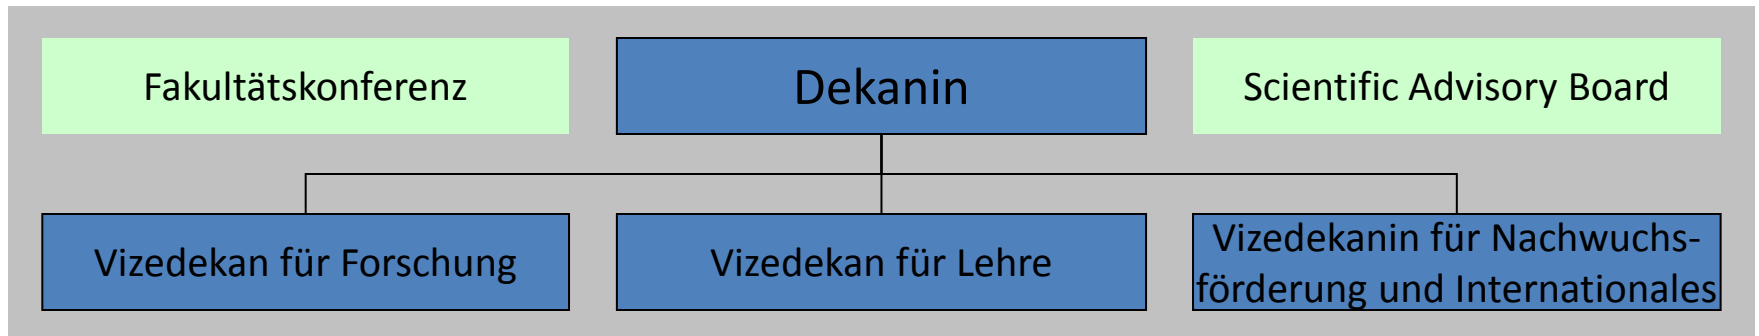 Fakultätskonferenz
Dekanin
Scientific Advisory Board
Vizedekan für Forschung
Vizedekan für Lehre
Vizedekanin für Nachwuchs-
förderung und Internationales